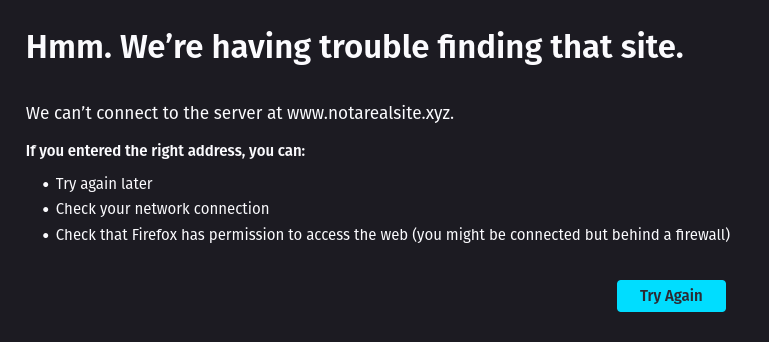 Hmm. We’re having trouble finding that site.
We can’t connect to the server at www.notarealsite.xyz.
If you entered the right address, you can:
• Try again later
• Check your network connection
• Check that Firefox has permission to access the web (you might be connected but behind a firewall)
Try Again